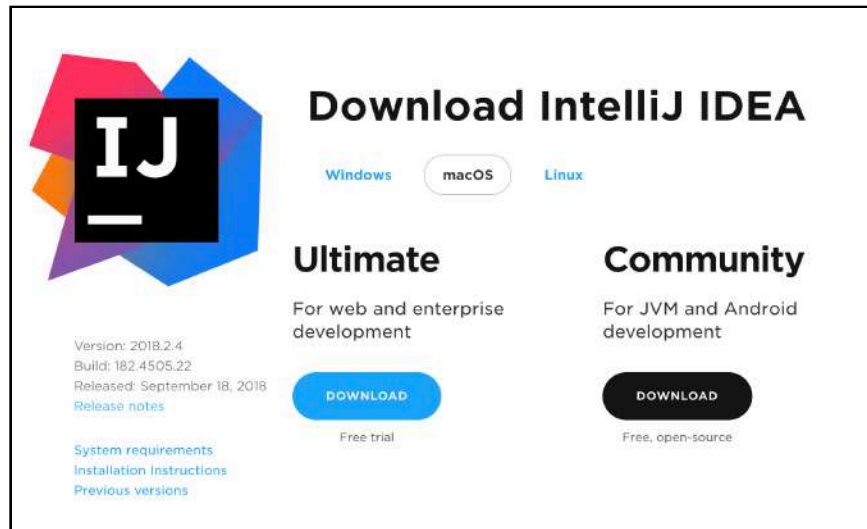 IJ
Download IntelliJ IDEA
Windows macOS Linux
Ultimate
For web and enterprise
development
DOWNLOAD
Free trial
Community
For JVM and Android
development
DOWNLOAD
Free, open-source
Version: 2018.2.4
Build: 182.4505.22
Released: September 18, 2018
Release notes
System requirements
Installation Instructions
Previous versions